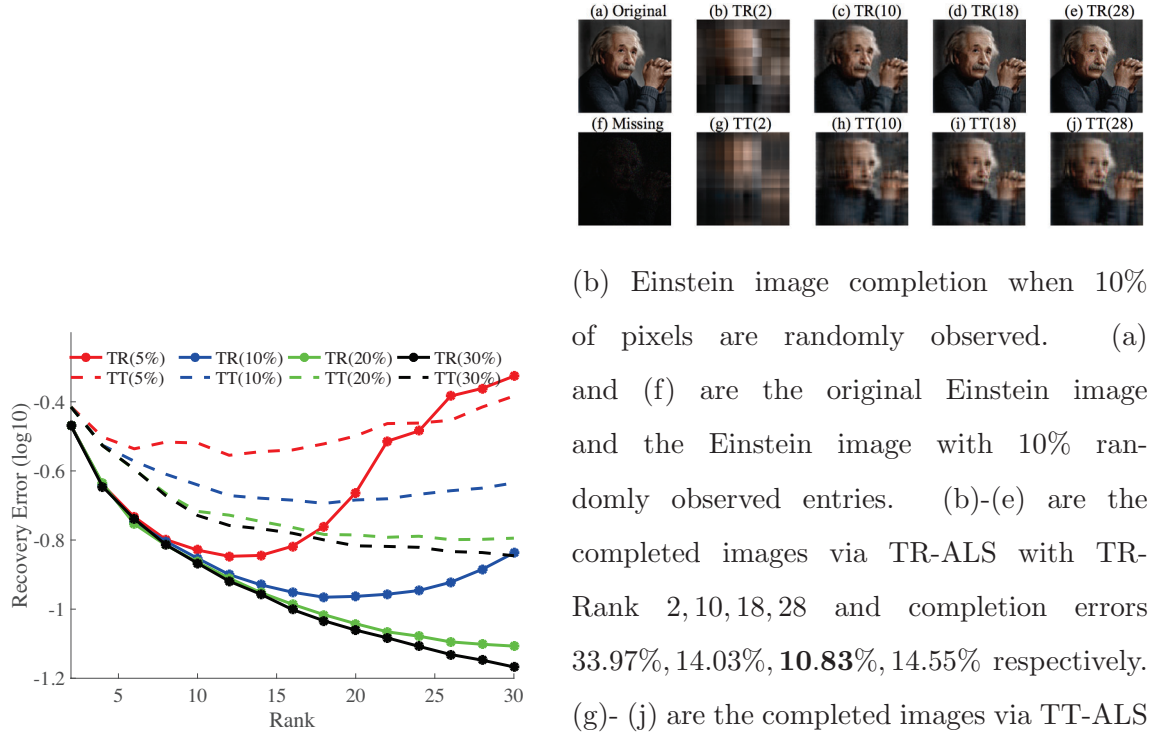 (a) Original (b) TR(2) (c) TR(10) (d) TR(18) (e) TR(28)
(f) Missing (g) TT(2) (h) TT(10) (i) TT(18) (j) TT(28)
(b) Einstein image completion when 10%
of pixels are randomly observed. (a)
and (f) are the original Einstein image
and the Einstein image with 10% ran-
domly observed entries. (b)-(e) are the
completed images via TR-ALS with TR-
Rank 2, 10, 18, 28 and completion errors
33.97%, 14.03%, 10.83%, 14.55% respectively.
(g)- (j) are the completed images via TT-ALS
TR(5%) TR(10%) TR(20%) TR(30%)
TT(5%) TT(10%) TT(20%) TT(30%)
Recovery Error (log10)
-0.4
-0.6
-0.8
-1
-1.2
5 10 15 20 25 30
Rank